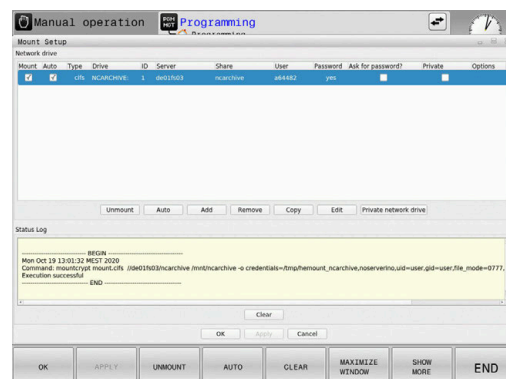 Manual operation
PGM
MGT
Programming
Programming
Mount Setup
Network drive
Mount Auto Type Drive ID Server Share User Password Ask for password? Private Options
cifs NCARCHIVE: 1 de01fs03 ncarchive a64482 yes
Unmount Auto Add Remove Copy Edit Private network drive
Status Log
---------------------- BEGIN -------------------------
Mon Oct 19 13:01:32 MEST 2020
Command: mountcrypt mount.cifs //de01fs03/ncarchive /mnt/ncarchive -o credentials=/tmp/hemount_ncarchive,noserverino,uid=user,gid=user,file_mode=0777,
Execution successful
---------------------- END -------------------------
Clear
OK Apply Cancel
OK APPLY UNMOUNT AUTO CLEAR MAXIMIZE WINDOW SHOW MORE END